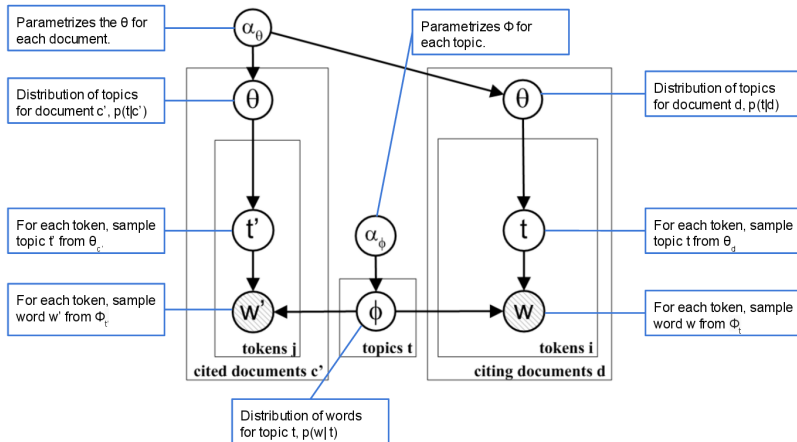 Parametrizes the θ for
each document.
α_θ
Parametrizes Φ for
each topic.
Distribution of topics
for document c', p(t|c')
θ
θ
Distribution of topics
for document d, p(t|d)
For each token, sample
topic t' from θ_c'
t'
α_ϕ
t
For each token, sample
topic t from θ_d
For each token, sample
word w' from Φ_t'
w'
ϕ
w
For each token, sample
word w from Φ_t
tokens j
topics t
tokens i
cited documents c'
citing documents d
Distribution of words
for topic t, p(w| t)